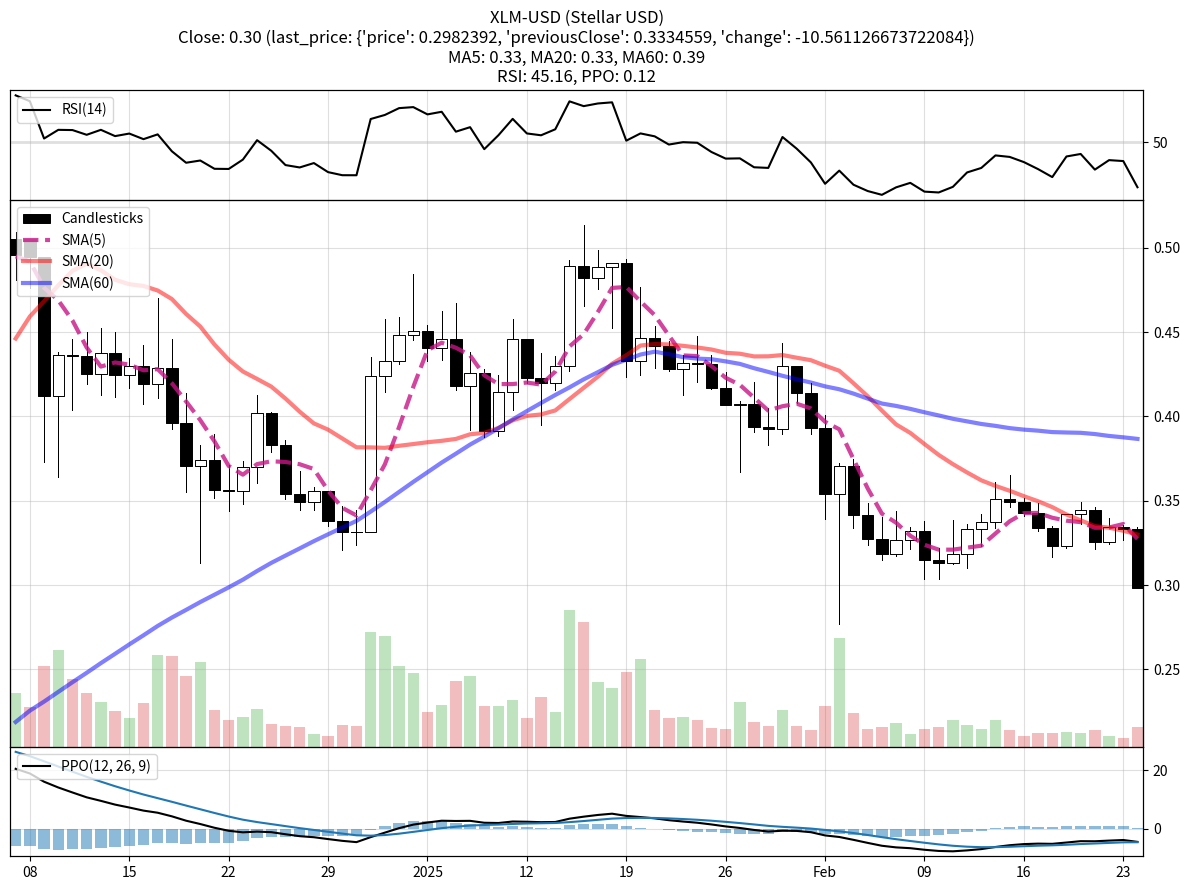 XLM-USD (Stellar USD)
Close: 0.30 (last_price: {'price': 0.2982392, 'previousClose': 0.3334559, 'change': -10.561126673722084})
MA5: 0.33, MA20: 0.33, MA60: 0.39
RSI: 45.16, PPO: 0.12
RSI(14)
50
Candlesticks
SMA(5)
SMA(20)
SMA(60)
0.50
0.45
0.40
0.35
0.30
0.25
PPO(12, 26, 9)
20
0
08 15 22 29 2025 12 19 26 Feb 09 16 23